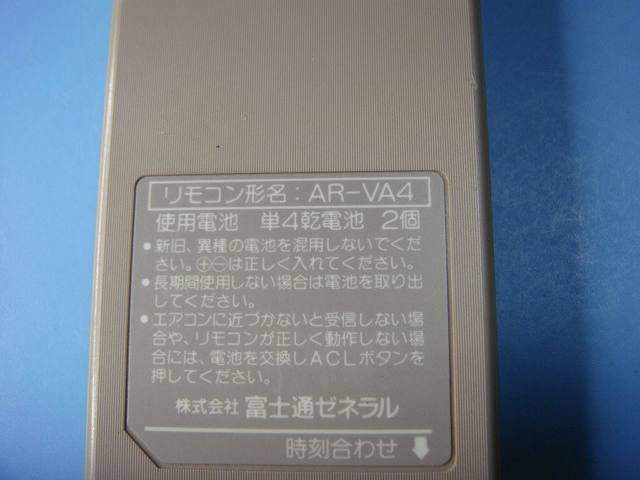 リモコン形名：AR-VA4
使用電池　単4乾電池　2個
●新旧、異種の電池を混用しないでくだ
さい。⊕⊖は正しく入れてください。
●長期間使用しない場合は電池を取り出
してください。
●エアコンに近づかないと受信しない場
合や、リモコンが正しく動作しない場
合には、電池を交換しACLボタンを
押してください。
株式会社 富士通ゼネラル
時刻合わせ ⬇